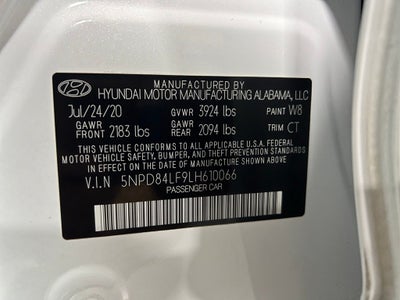 MANUFACTURED BY
HYUNDAI MOTOR MANUFACTURING ALABAMA, LLC
Jul/24/20 GVWR 3924 lbs PAINT W8
GAWR FRONT 2183 lbs GAWR REAR 2094 lbs TRIM CT
THIS VEHICLE CONFORMS TO ALL APPLICABLE U.S. FEDERAL
MOTOR VEHICLE SAFETY, BUMPER, AND THEFT PREVENTION STANDARDS
IN EFFECT ON THE DATE OF MANUFACTURE SHOWN ABOVE.
V.I.N 5NPD84LF9LH610066
PASSENGER CAR